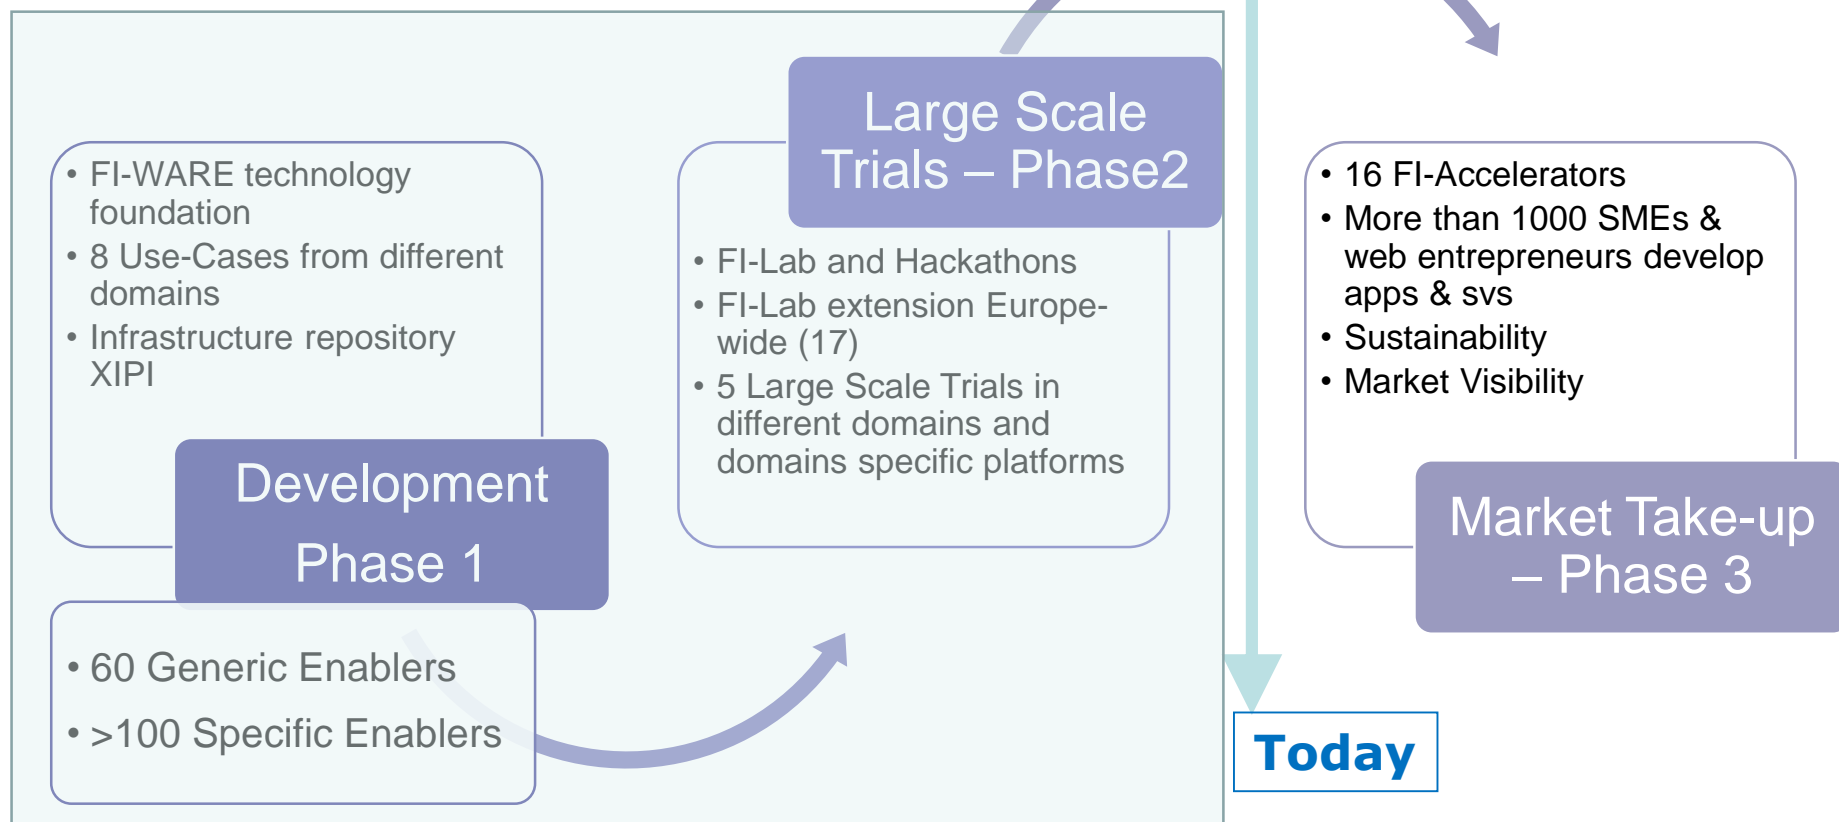 • FI-WARE technology
foundation
• 8 Use-Cases from different
domains
• Infrastructure repository
XIPI
Development
Phase 1
• 60 Generic Enablers
• >100 Specific Enablers
Large Scale
Trials – Phase2
• FI-Lab and Hackathons
• FI-Lab extension Europe-
wide (17)
• 5 Large Scale Trials in
different domains and
domains specific platforms
• 16 FI-Accelerators
• More than 1000 SMEs &
web entrepreneurs develop
apps & svs
• Sustainability
• Market Visibility
Market Take-up
– Phase 3
Today